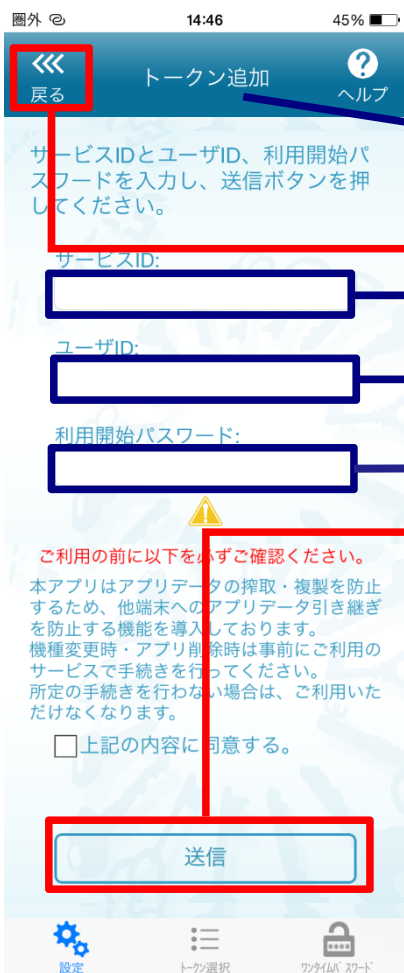 圏外 14:46 45%
戻る トークン追加 ヘルプ
サービスIDとユーザID、利用開始パ
スワードを入力し、送信ボタンを押
してください。
サービスID:
ユーザID:
利用開始パスワード:
ご利用の前に以下を必ずご確認ください。
本アプリはアプリデータの搾取・複製を防止
するため、他端末へのアプリデータ引き継ぎ
を防止する機能を導入しております。
機種変更時・アプリ削除時は事前にご利用の
サービスで手続きを行ってください。
所定の手続きを行わない場合は、ご利用いた
だけなくなります。
上記の内容に同意する。
送信
設定 トークン選択 ワンタイムパスワード